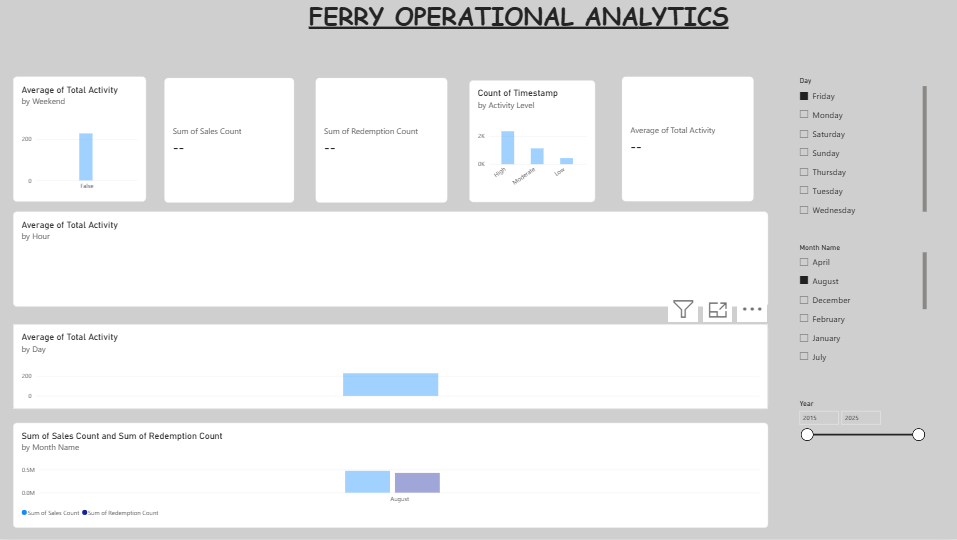 FERRY OPERATIONAL ANALYTICS
Average of Total Activity
by Weekend
200
0
False
Sum of Sales Count
--
Sum of Redemption Count
--
Count of Timestamp
by Activity Level
2K
0K
High
Moderate
Low
Average of Total Activity
--
Average of Total Activity
by Hour
Average of Total Activity
by Day
200
0
Sum of Sales Count and Sum of Redemption Count
by Month Name
0.5M
0.0M
August
Sum of Sales Count Sum of Redemption Count
Day
Friday
Monday
Saturday
Sunday
Thursday
Tuesday
Wednesday
Month Name
April
August
December
February
January
July
Year
2015 2025